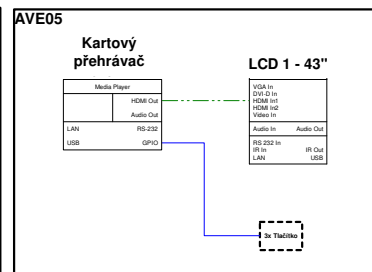 AVE05
Kartový
přehrávač
LCD 1 - 43"
Media Player
HDMI Out
Audio Out
LAN RS-232
USB GPIO
VGA In
DVI-D In
HDMI In1
HDMI In2
Video In
Audio In Audio Out
RS 232 In
IR In IR Out
LAN USB
3x Tlačítko